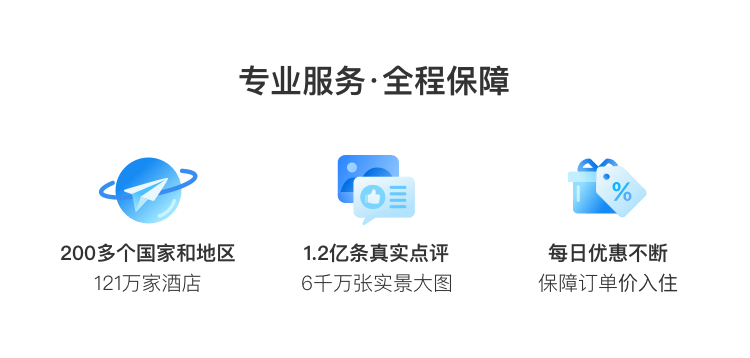 专业服务·全程保障
%
200多个国家和地区
1.2亿条真实点评
每日优惠不断
121万家酒店
6千万张实景大图
保障订单价入住